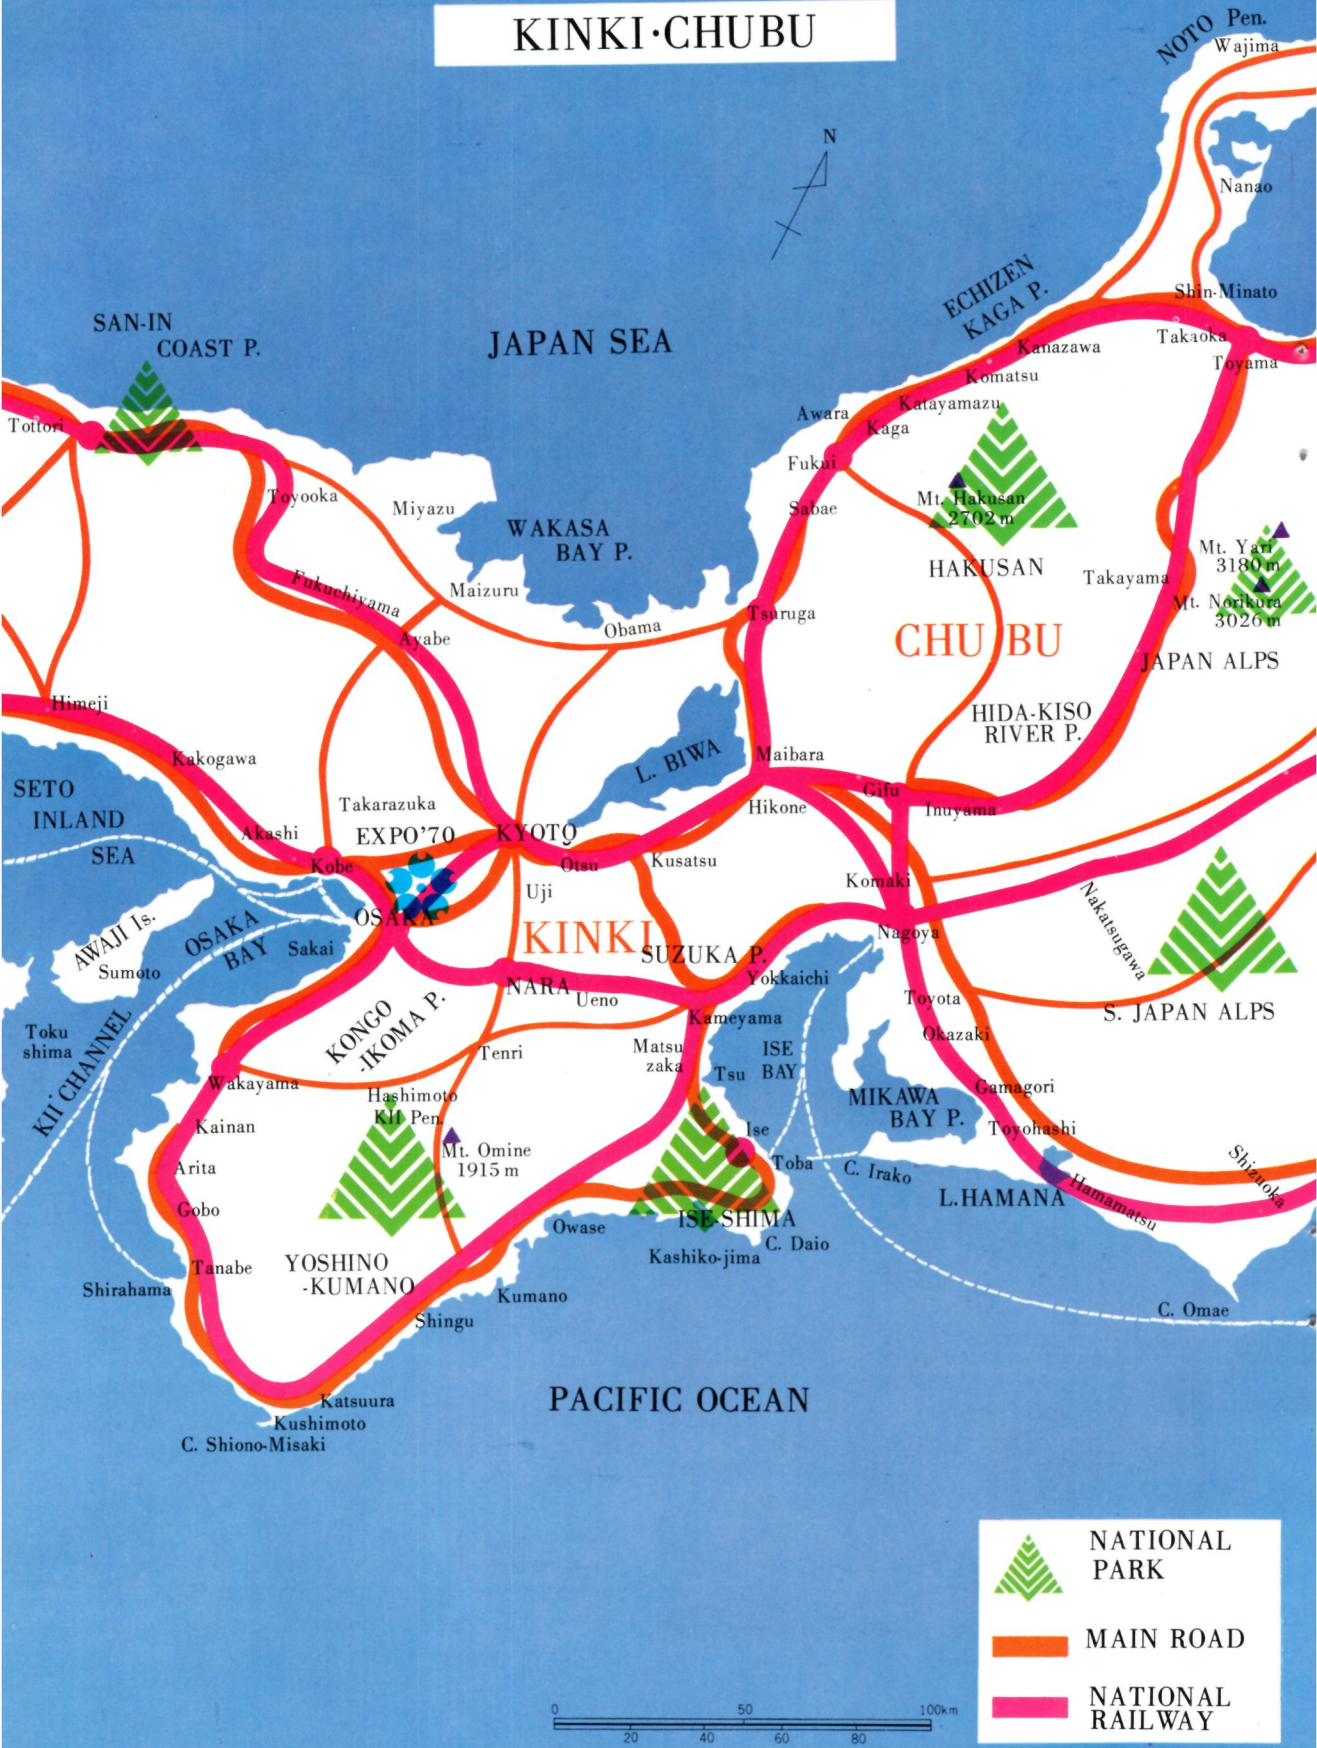 KINKI·CHUBU
NOTO Pen.
Wajima
N
Nanao
ECHIZEN
KAGA P.
Shin-Minato
SAN-IN
COAST P.
JAPAN SEA
Kanazawa
Takaoka
Toyama
Komatsu
Katayamazu
Awara
Kaga
Tottori
Fukui
Toyooka
Miyazu
Sabae
Mt. Hakusan
2702m
WAKASA
BAY P.
HAKUSAN
Mt. Yari
3180m
Takayama
Mt. Norikura
3026m
Fukuchiyama
Maizuru
Tsuruga
Obama
Ayabe
CHUBU
JAPAN ALPS
Himeji
HIDA-KISO
RIVER P.
L. BIWA
Maibara
Kakogawa
SETO
INLAND
SEA
Takarazuka
Hikone
Gifu
Inuyama
Akashi
EXPO'70
KYOTO
Kobe
Otsu
Kusatsu
Uji
Komaki
Nakatsugawa
OSAKA
AWAJI Is.
Sumoto
OSAKA
BAY
Sakai
KINKI
SUZUKA P.
Nagoya
NARA
Ueno
Yokkaichi
Toyota
S. JAPAN ALPS
Toku
shima
KII CHANNEL
KONGO
-IKOMA P.
Kameyama
Okazaki
Tenri
Matsu
zaka
Tsu
ISE
BAY
Wakayama
Hashimoto
KII Pen.
MIKAWA
BAY P.
Gamagori
Kainan
Mt. Omine
1915m
Ise
Toyohashi
Arita
Toba
C. Irako
Shizuoka
L.HAMANA
Hamamatsu
Gobo
Owase
ISE-SHIMA
C. Daio
Kashiko-jima
Tanabe
YOSHINO
-KUMANO
Shirahama
Kumano
C. Omae
Shingu
PACIFIC OCEAN
Katsuura
Kushimoto
C. Shiono-Misaki
NATIONAL
PARK
MAIN ROAD
NATIONAL
RAILWAY
0 50 100km
20 40 60 80